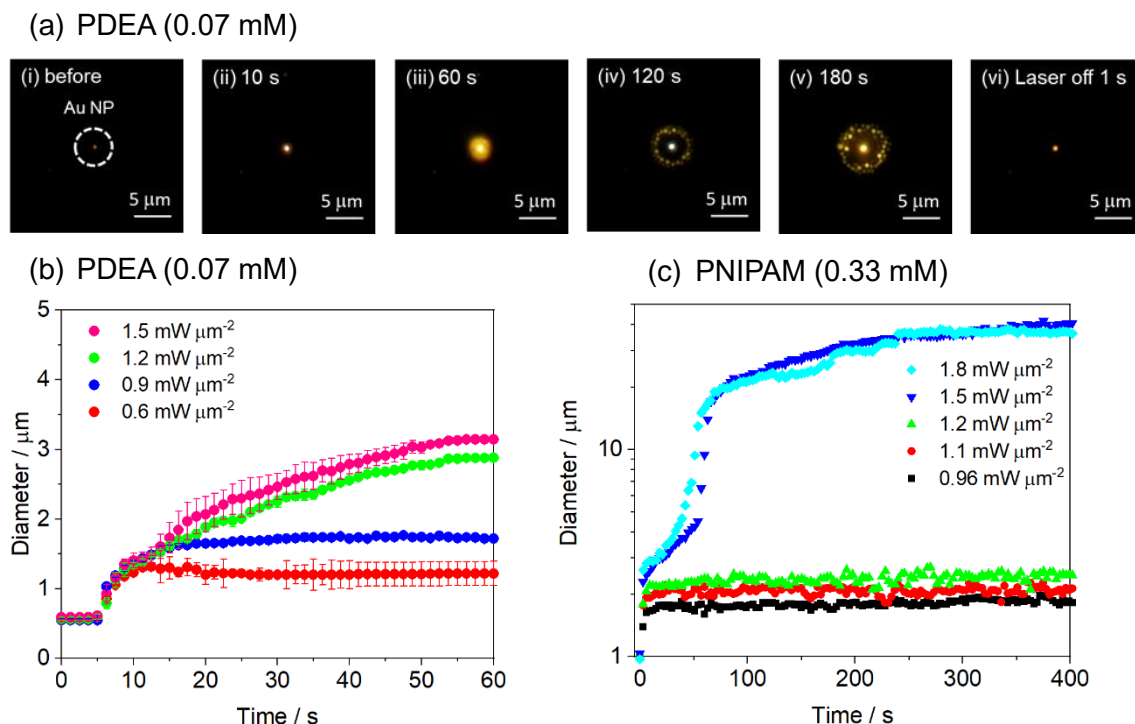 (a) PDEA (0.07 mM)
(i) before
Au NP
5 μm
(ii) 10 s
5 μm
(iii) 60 s
5 μm
(iv) 120 s
5 μm
(v) 180 s
5 μm
(vi) Laser off 1 s
5 μm
(b) PDEA (0.07 mM)
5
4
3
2
1
0
Diameter / μm
1.5 mW μm-2
1.2 mW μm-2
0.9 mW μm-2
0.6 mW μm-2
0 10 20 30 40 50 60
Time / s
(c) PNIPAM (0.33 mM)
10
1
Diameter / μm
1.8 mW μm-2
1.5 mW μm-2
1.2 mW μm-2
1.1 mW μm-2
0.96 mW μm-2
0 100 200 300 400
Time / s